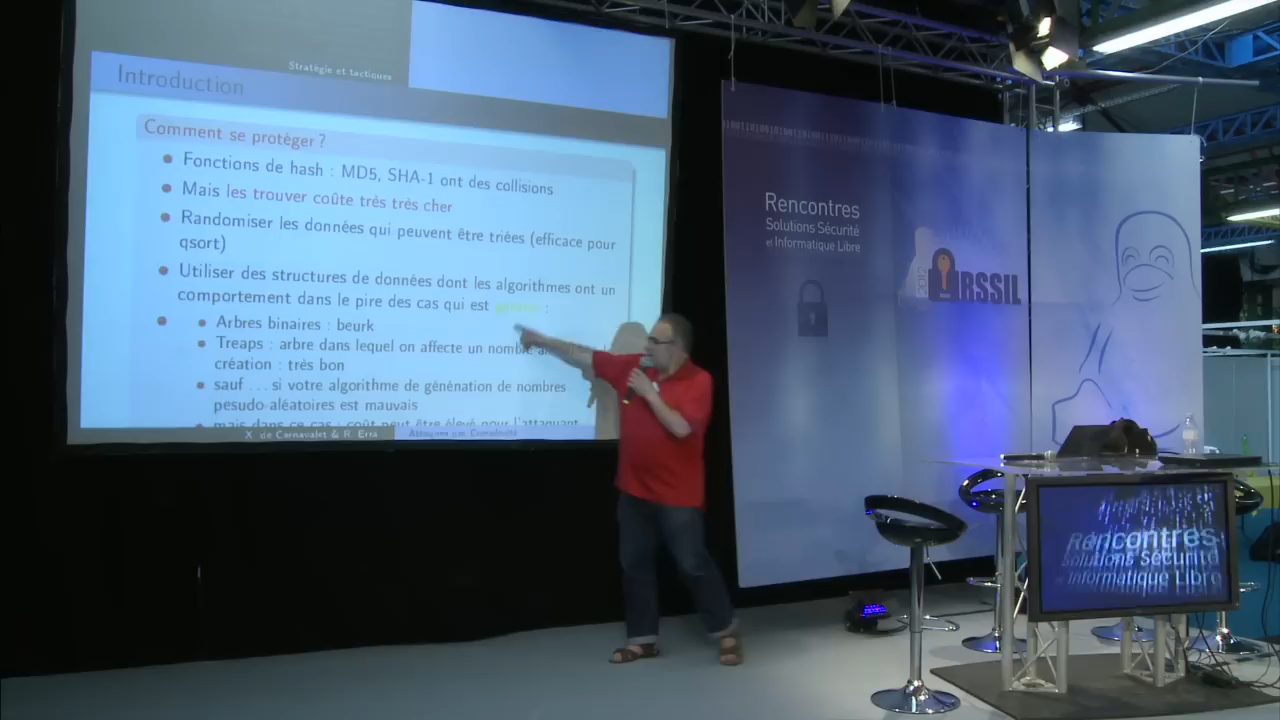 Stratégie et tactiques
Introduction
Comment se protéger ?
Fonctions de hash : MD5, SHA-1 ont des collisions
Mais les trouver coûte très très cher
Randomiser les données qui peuvent être triées (efficace pour
qsort)
Utiliser des structures de données dont les algorithmes ont un
comportement dans le pire des cas qui est :
Arbres binaires : beurk
Treaps : arbre dans lequel on affecte un nombre
création : très bon
sauf ... si votre algorithme de génénation de nombres
pesudo aléatoires est mauvais
mais dans ce cas : coût peut être élevé pour l'attaquant
X. de Carnavalet & R. Erra
Attaques par Complexité
Rencontres
Solutions Sécurité
et Informatique Libre
RSSIL
Rencontres
Solutions Sécurité
et Informatique Libre